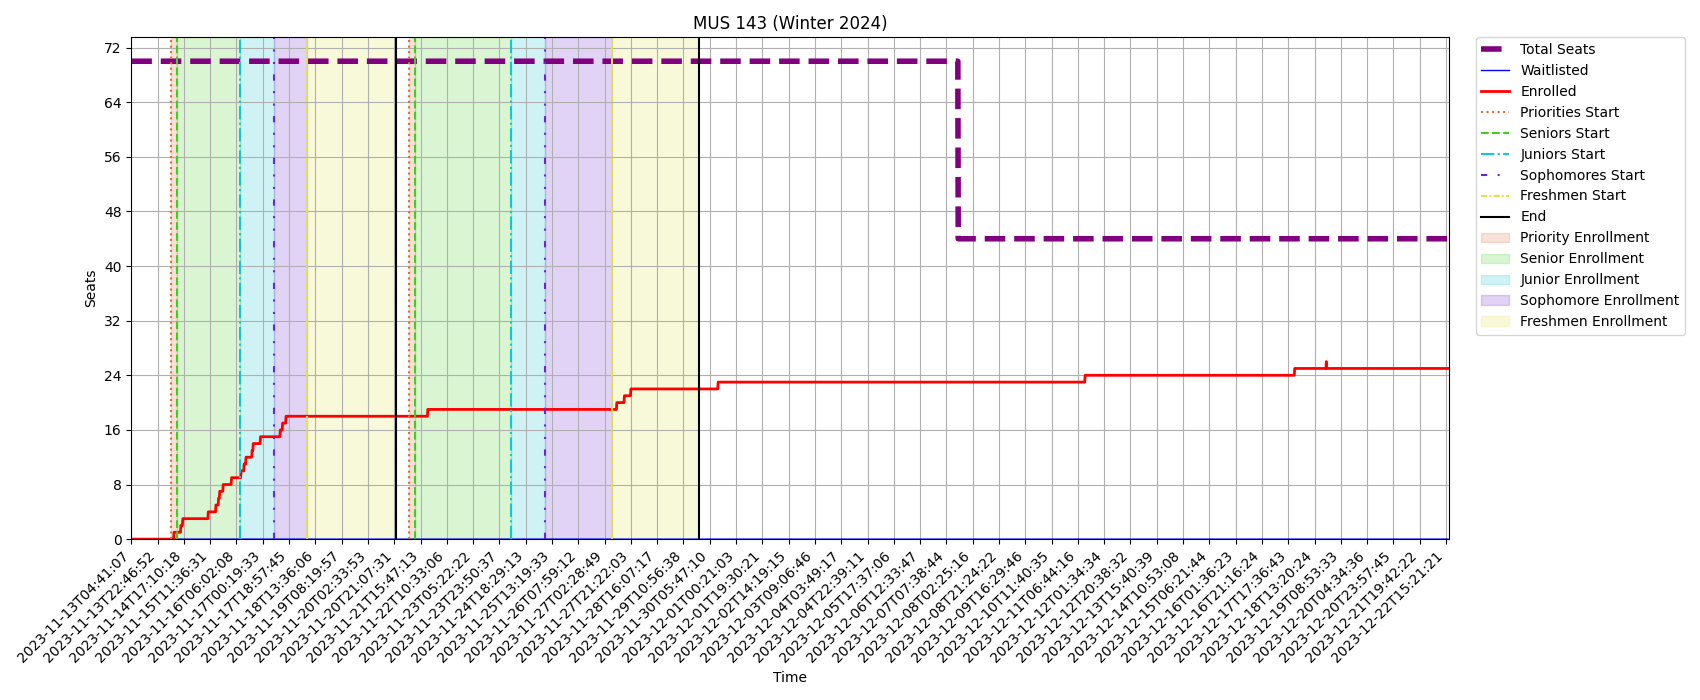 MUS 143 (Winter 2024)
72
64
56
48
40
32
24
16
8
0
Seats
2023-11-13T04:41:07
2023-11-13T22:46:52
2023-11-14T17:10:18
2023-11-15T11:36:31
2023-11-16T06:02:08
2023-11-17T00:19:33
2023-11-17T18:57:45
2023-11-18T13:36:06
2023-11-19T08:19:57
2023-11-20T02:33:53
2023-11-20T21:07:31
2023-11-21T15:47:13
2023-11-22T10:33:06
2023-11-23T05:22:22
2023-11-23T23:50:37
2023-11-24T18:29:13
2023-11-25T13:19:33
2023-11-26T07:59:12
2023-11-27T02:28:49
2023-11-27T21:22:03
2023-11-28T16:07:17
2023-11-29T10:56:38
2023-11-30T05:47:10
2023-12-01T00:21:03
2023-12-01T19:30:21
2023-12-02T14:19:15
2023-12-03T09:06:46
2023-12-04T03:49:17
2023-12-04T22:39:11
2023-12-05T17:37:06
2023-12-06T12:33:47
2023-12-07T07:38:44
2023-12-08T02:25:16
2023-12-08T21:24:22
2023-12-09T16:29:46
2023-12-10T11:40:35
2023-12-11T06:44:16
2023-12-12T01:34:34
2023-12-12T20:38:32
2023-12-13T15:40:39
2023-12-14T10:53:08
2023-12-15T06:21:44
2023-12-16T01:36:23
2023-12-16T21:16:24
2023-12-17T17:36:43
2023-12-18T13:20:24
2023-12-19T08:53:33
2023-12-20T04:34:36
2023-12-20T23:57:45
2023-12-21T19:42:22
2023-12-22T15:21:21
Time
Total Seats
Waitlisted
Enrolled
Priorities Start
Seniors Start
Juniors Start
Sophomores Start
Freshmen Start
End
Priority Enrollment
Senior Enrollment
Junior Enrollment
Sophomore Enrollment
Freshmen Enrollment